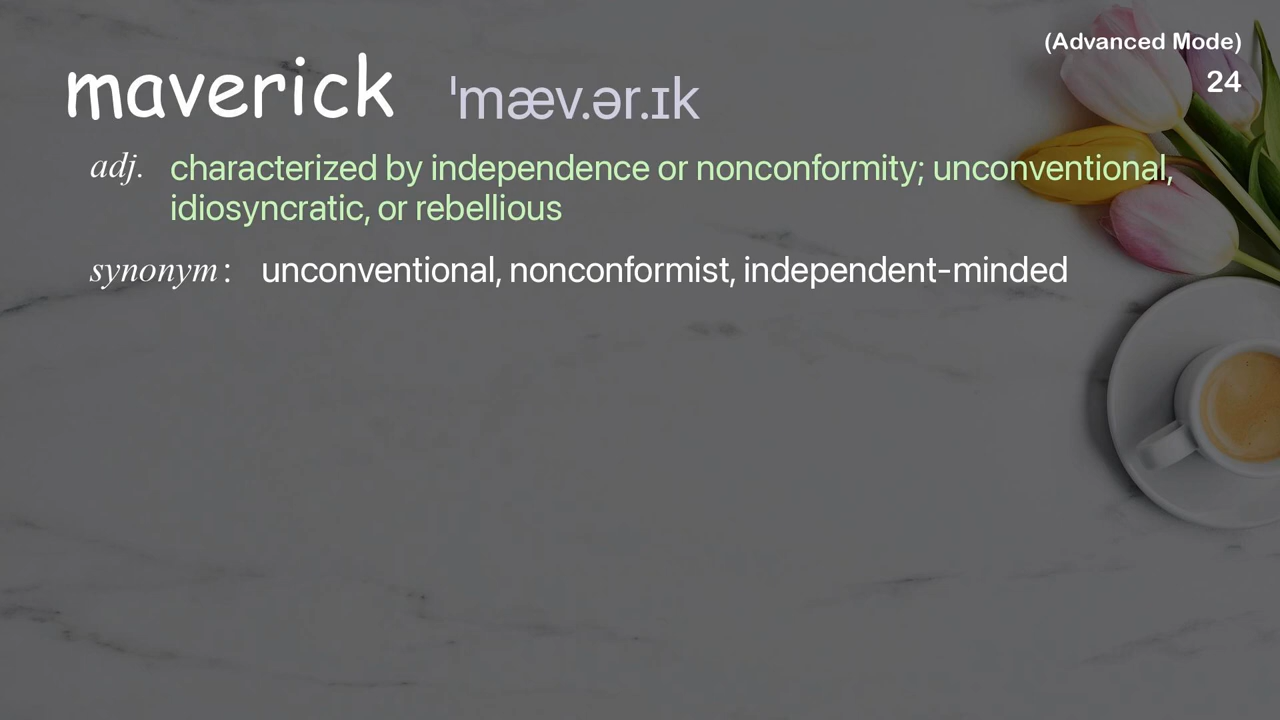 (Advanced Mode)
24
maverick ˈmæv.ər.ɪk
adj. characterized by independence or nonconformity; unconventional,
idiosyncratic, or rebellious
synonym: unconventional, nonconformist, independent-minded